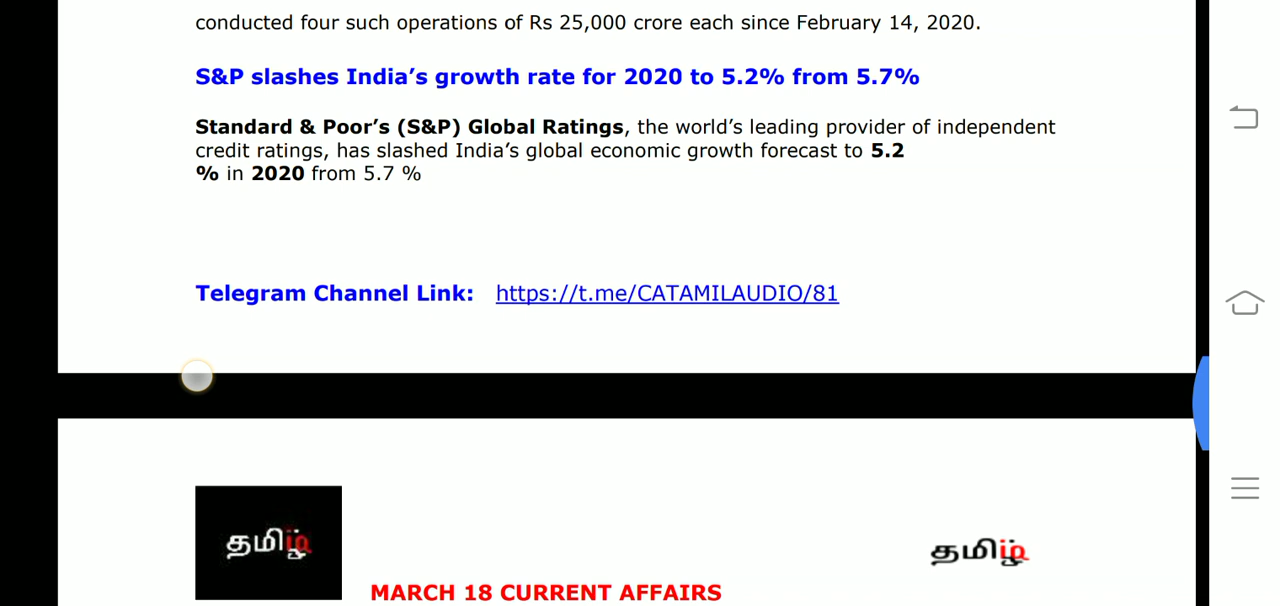 conducted four such operations of Rs 25,000 crore each since February 14, 2020.
S&P slashes India’s growth rate for 2020 to 5.2% from 5.7%
Standard & Poor’s (S&P) Global Ratings, the world’s leading provider of independent
credit ratings, has slashed India’s global economic growth forecast to 5.2
% in 2020 from 5.7 %
Telegram Channel Link: https://t.me/CATAMILAUDIO/81
தமிழ்
தமிழ்
MARCH 18 CURRENT AFFAIRS